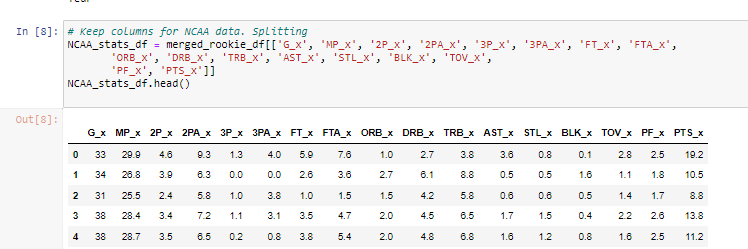 In [8]: # Keep columns for NCAA data. Splitting
NCAA_stats_df = merged_rookie_df[['G_x', 'MP_x', '2P_x', '2PA_x', '3P_x', '3PA_x', 'FT_x', 'FTA_x',
'ORB_x', 'DRB_x', 'TRB_x', 'AST_x', 'STL_x', 'BLK_x', 'TOV_x',
'PF_x', 'PTS_x']]
NCAA_stats_df.head()
Out[8]:
G_x MP_x 2P_x 2PA_x 3P_x 3PA_x FT_x FTA_x ORB_x DRB_x TRB_x AST_x STL_x BLK_x TOV_x PF_x PTS_x
0 33 29.9 4.6 9.3 1.3 4.0 5.9 7.6 1.0 2.7 3.8 3.6 0.8 0.1 2.8 2.5 19.2
1 34 26.8 3.9 6.3 0.0 0.0 2.6 3.6 2.7 6.1 8.8 0.5 0.5 1.6 1.1 1.8 10.5
2 31 25.5 2.4 5.8 1.0 3.8 1.0 1.5 1.5 4.2 5.8 0.6 0.6 0.5 1.4 1.7 8.8
3 38 28.4 3.4 7.2 1.1 3.1 3.5 4.7 2.0 4.5 6.5 1.7 1.5 0.4 2.2 2.6 13.8
4 38 28.7 3.5 6.5 0.2 0.8 3.8 5.4 2.0 4.8 6.8 1.6 1.2 0.8 1.6 2.5 11.2